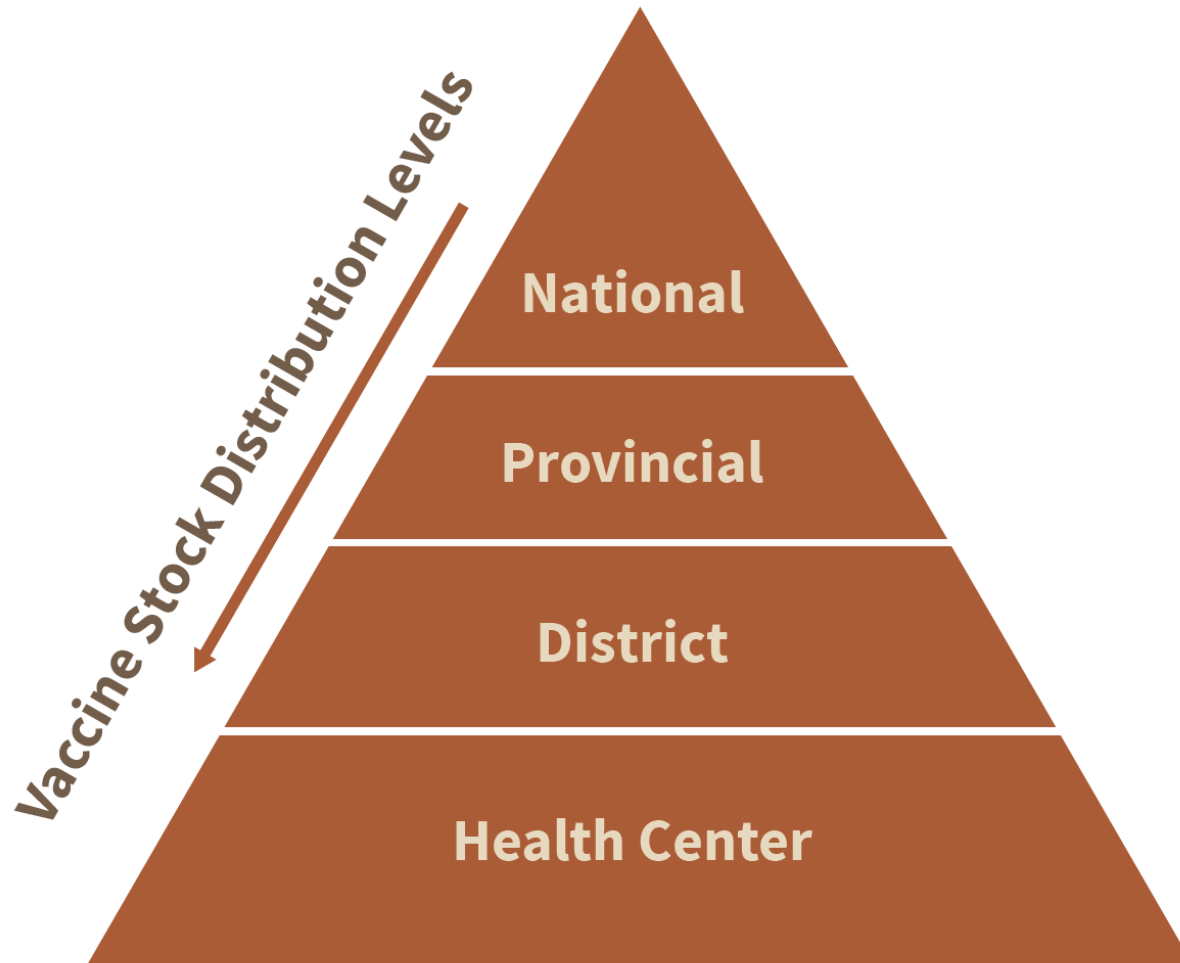 Vaccine Stock Distribution Levels
National
Provincial
District
Health Center